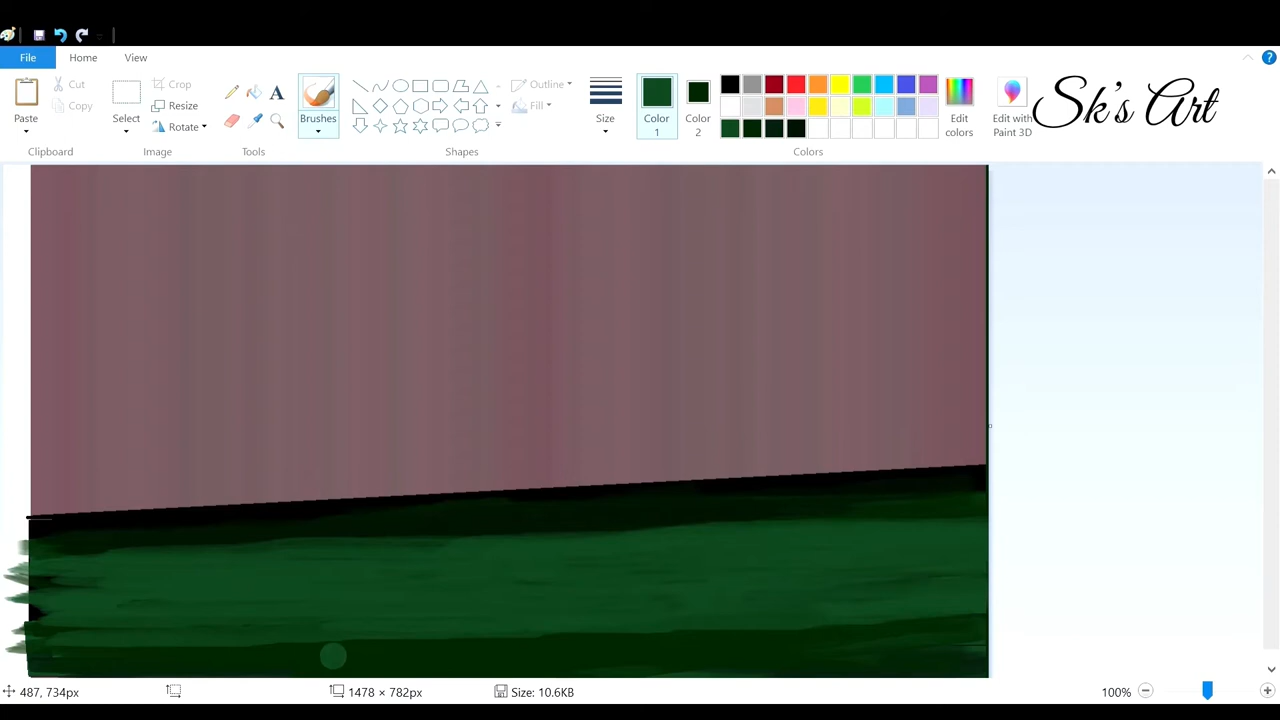 File
Home
View
Paste
Cut
Copy
Clipboard
Select
Crop
Resize
Rotate
Image
A
Tools
Brushes
Shapes
Outline
Fill
Size
Color
1
Color
2
Colors
Edit
colors
Edit with
Paint 3D
Sk's Art
487, 734px
1478 × 782px
Size: 10.6KB
100%